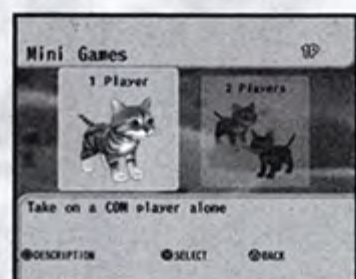 Mini Games 1P
1 Player 2 Players
Take on a COM player alone
DESCRIPTION SELECT BACK